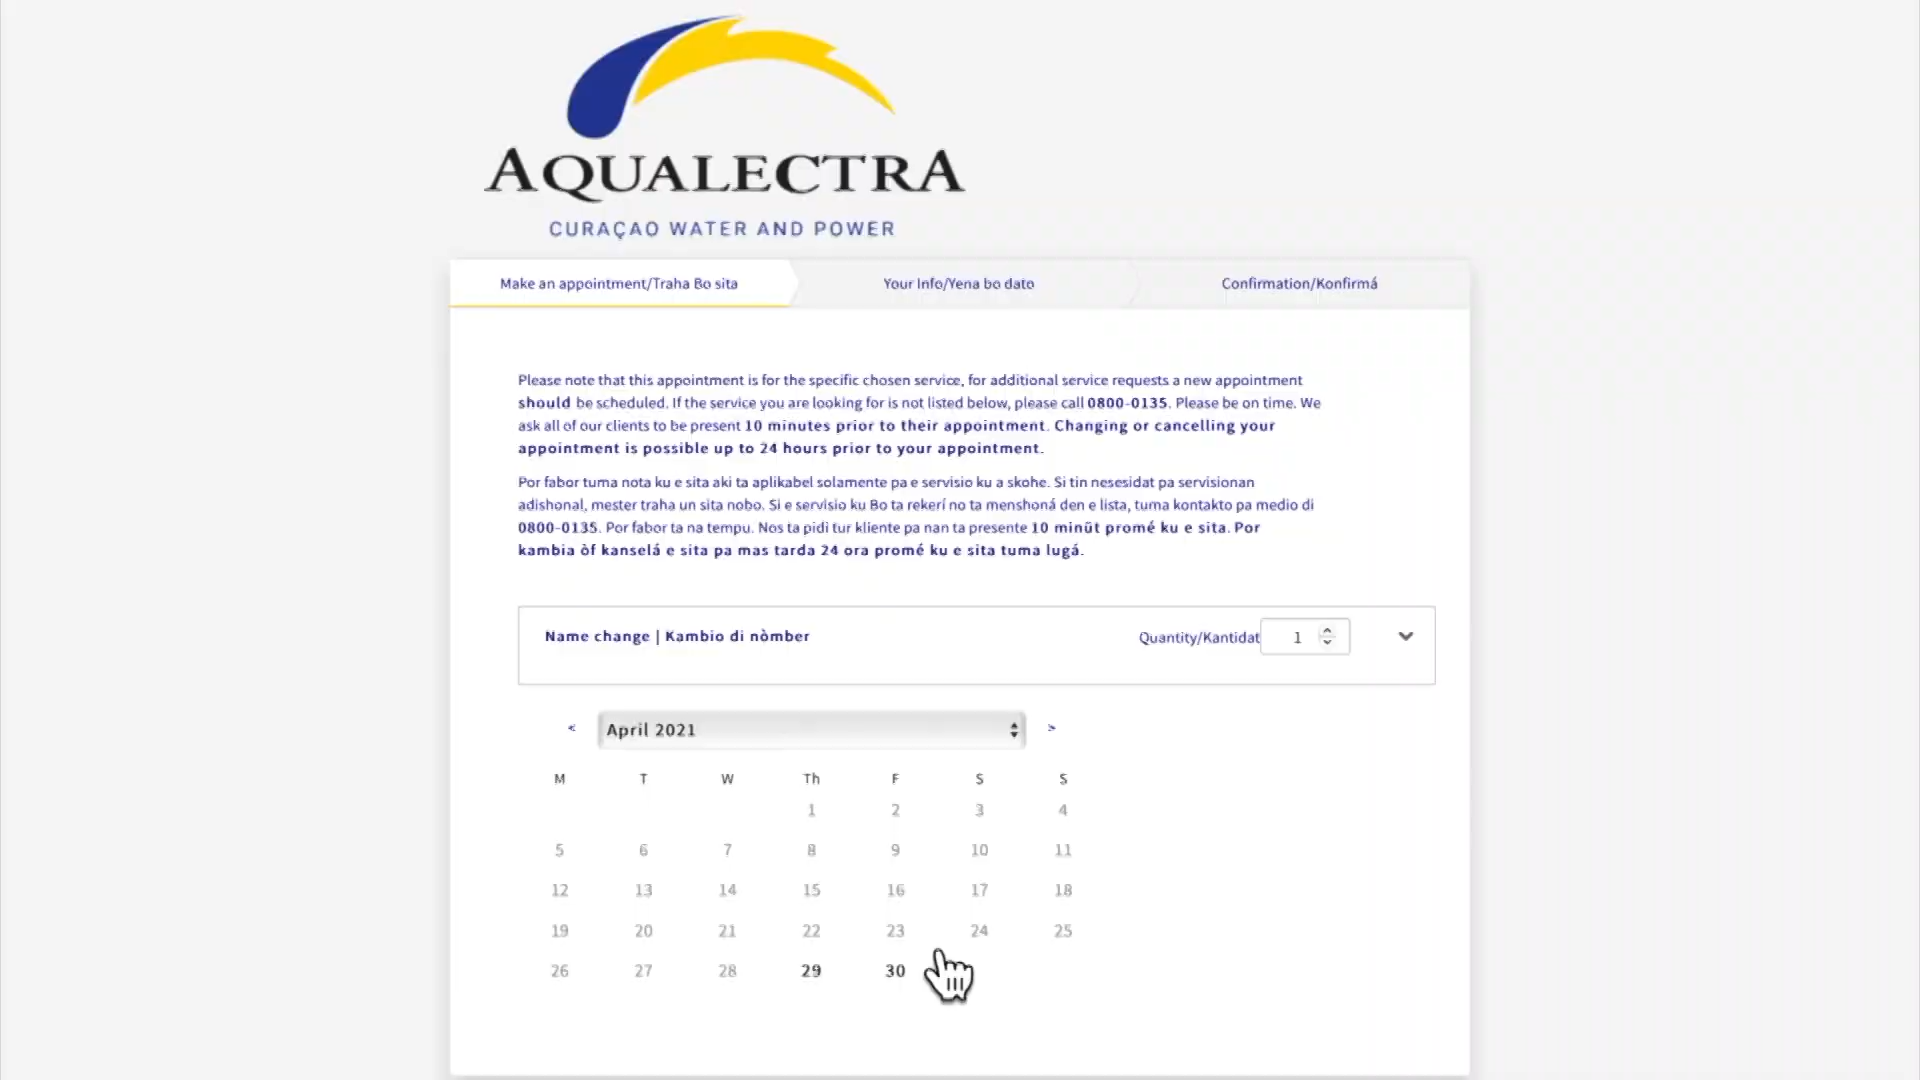 AQUALECTRA
CURAÇAO WATER AND POWER
Make an appointment/Traha Bo sita
Your Info/Yena bo dato
Confirmation/Konfirmá
Please note that this appointment is for the specific chosen service, for additional service requests a new appointment
should be scheduled. If the service you are looking for is not listed below, please call 0800-0135. Please be on time. We
ask all of our clients to be present 10 minutes prior to their appointment. Changing or cancelling your
appointment is possible up to 24 hours prior to your appointment.
Por fabor tuma nota ku e sita aki ta aplikabel solamente pa e servisio ku a skohe. Si tin nesesidat pa servisionan
adishonal, mester traha un sita nobo. Si e servisio ku Bo ta rekerí no ta menshoná den e lista, tuma kontakto pa medio di
0800-0135. Por fabor ta na tempu. Nos ta pidi tur kliente pa nan ta presente 10 minüt promé ku e sita. Por
kambia òf kanselá e sita pa mas tarda 24 ora promé ku e sita tuma lugá.
Name change | Kambio di nòmber
Quantity/Kantidat 1
< April 2021 >
M T W Th F S S
1 2 3 4
5 6 7 8 9 10 11
12 13 14 15 16 17 18
19 20 21 22 23 24 25
26 27 28 29 30